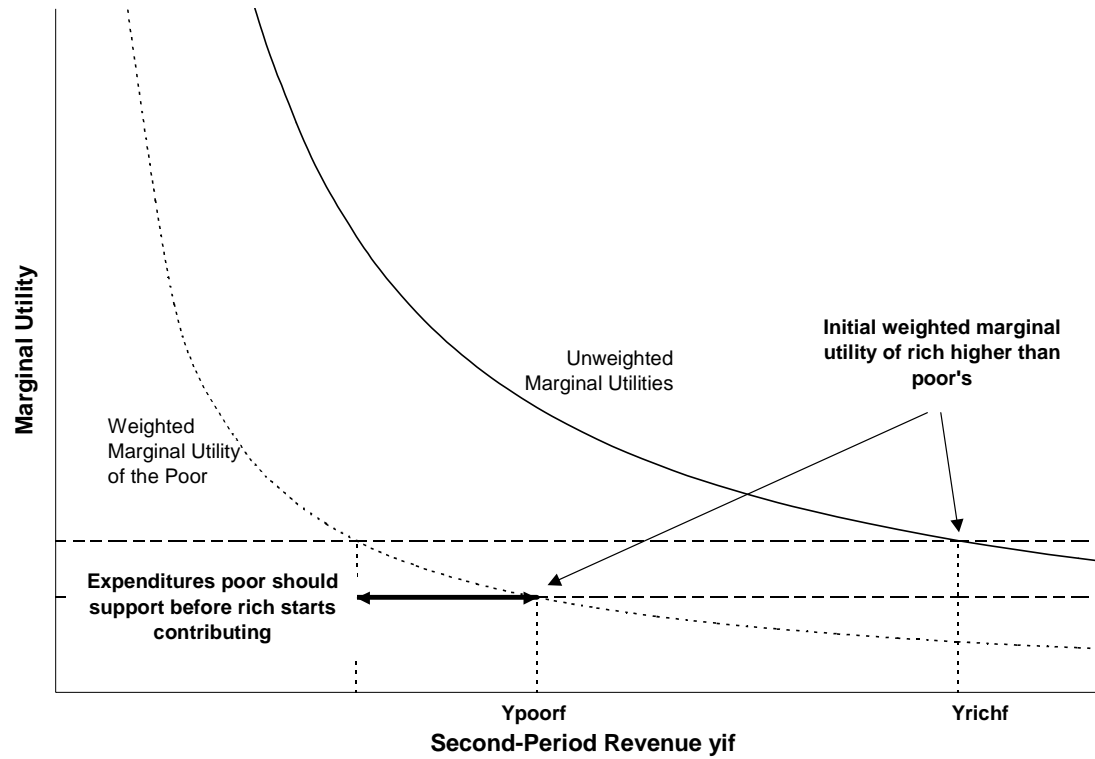 Marginal Utility
Initial weighted marginal
utility of rich higher than
poor's
Unweighted
Marginal Utilities
Weighted
Marginal Utility
of the Poor
Expenditures poor should
support before rich starts
contributing
Ypoorf
Yrichf
Second-Period Revenue yif